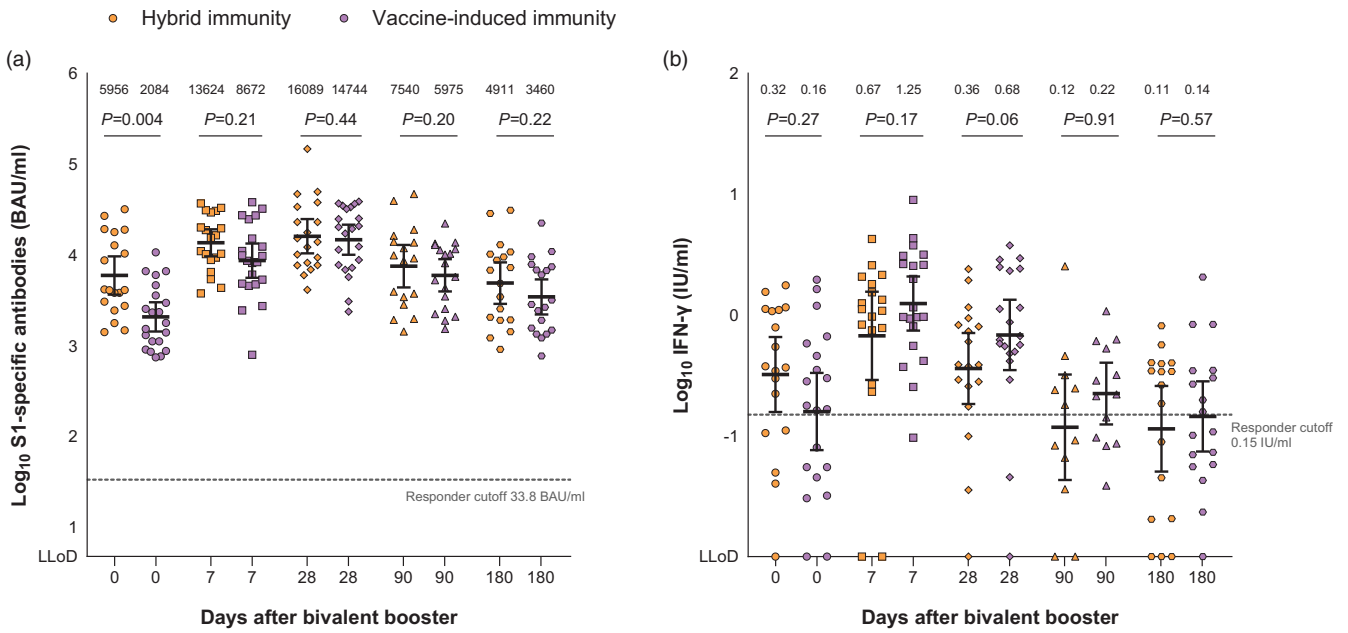 Hybrid immunity Vaccine-induced immunity
(a)
Log10 S1-specific antibodies (BAU/ml)
6
5
4
3
2
1
LLoD
5956 2084 13624 8672 16089 14744 7540 5975 4911 3460
P=0.004 P=0.21 P=0.44 P=0.20 P=0.22
Responder cutoff 33.8 BAU/ml
0 0 7 7 28 28 90 90 180 180
Days after bivalent booster
(b)
Log10 IFN-γ (IU/ml)
2
1
0
-1
LLoD
0.32 0.16 0.67 1.25 0.36 0.68 0.12 0.22 0.11 0.14
P=0.27 P=0.17 P=0.06 P=0.91 P=0.57
Responder cutoff
0.15 IU/ml
0 0 7 7 28 28 90 90 180 180
Days after bivalent booster